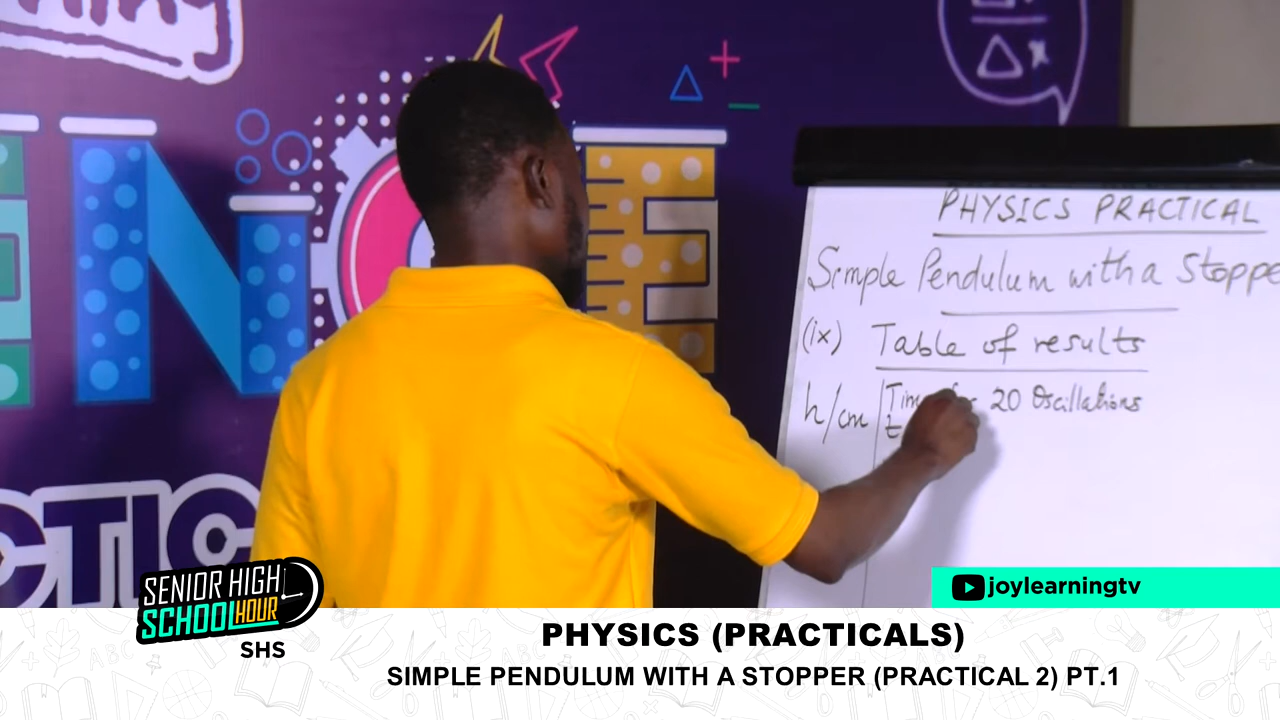 PHYSICS PRACTICAL
Simple Pendulum with a Stoppe
(ix) Table of results
h/cm
20 Oscillations
t
CTIC
SENIOR HIGH
SCHOOL HOUR
SHS
joylearningtv
PHYSICS (PRACTICALS)
SIMPLE PENDULUM WITH A STOPPER (PRACTICAL 2) PT.1